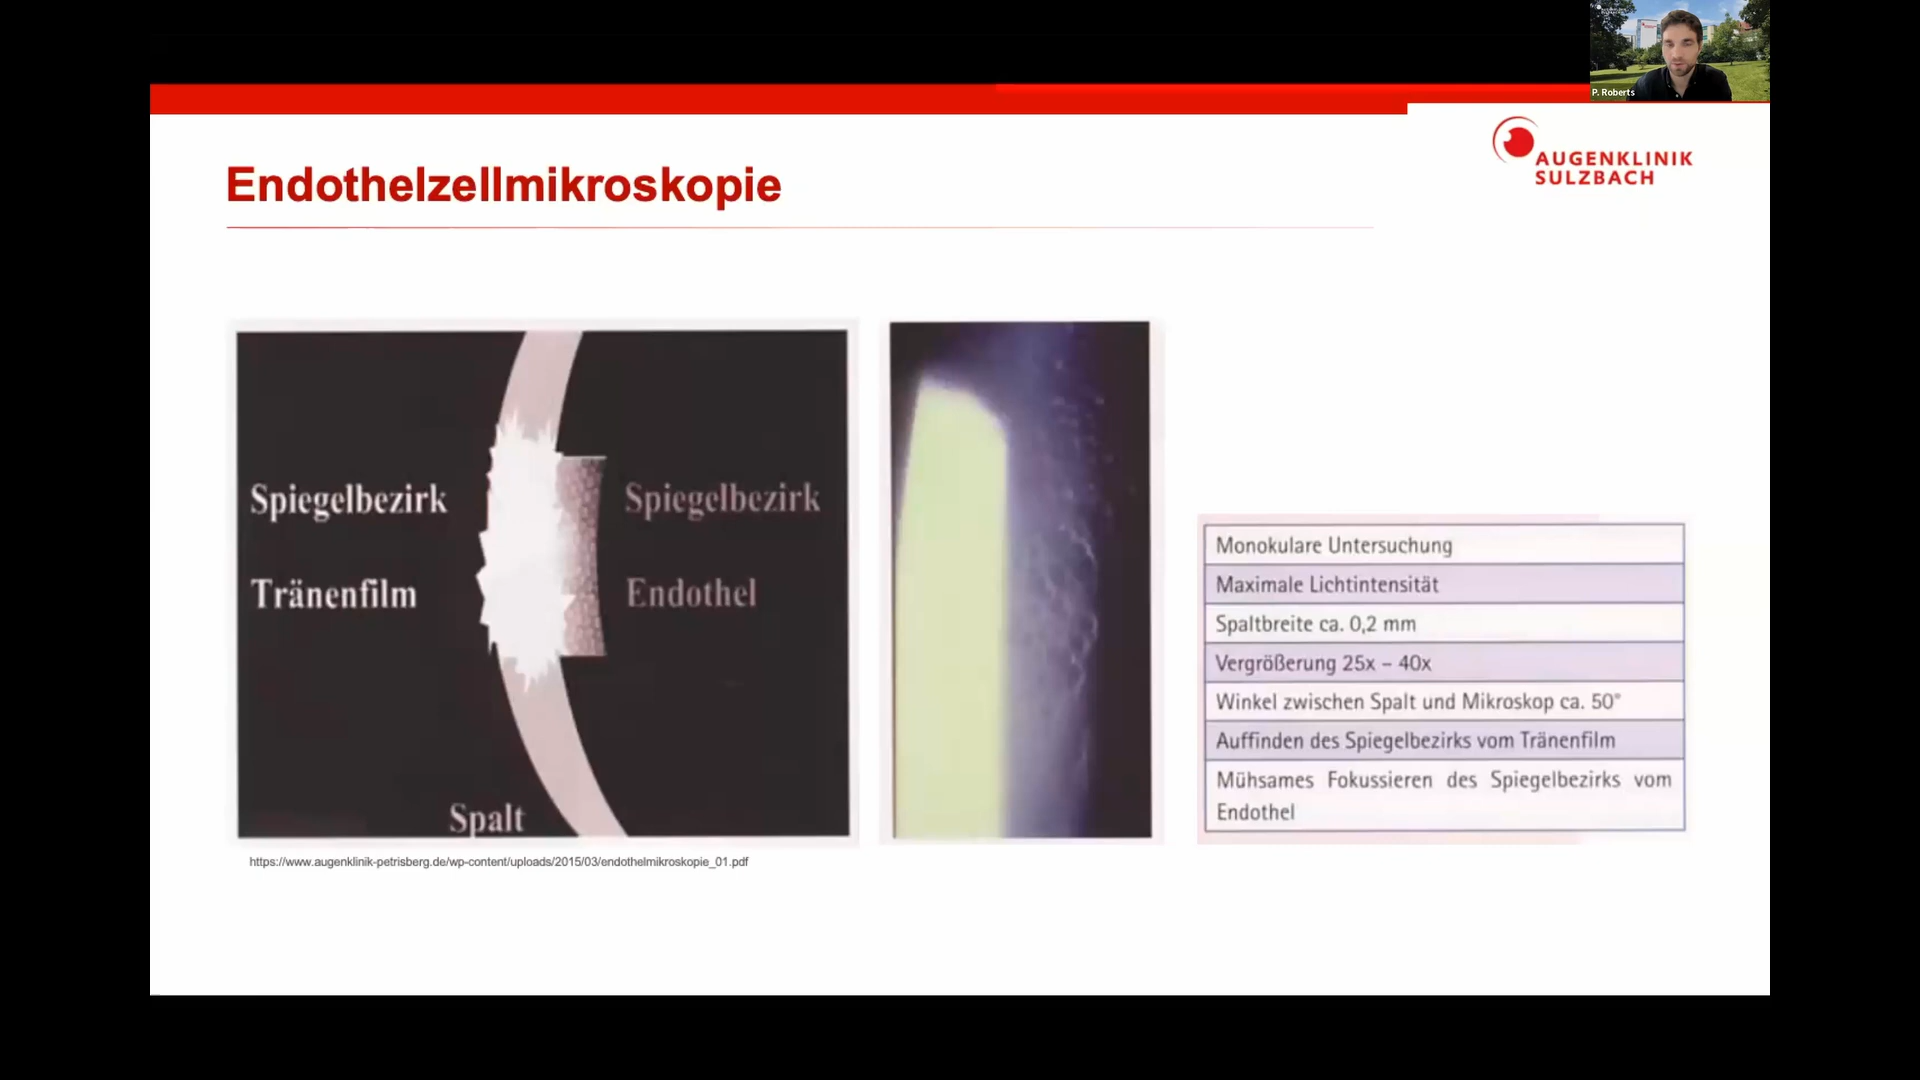 P. Roberts
AUGENKLINIK
SULZBACH
Endothelzellmikroskopie
Spiegelbezirk
Tränenfilm
Spiegelbezirk
Endothel
Spalt
https://www.augenklinik-petrisberg.de/wp-content/uploads/2015/03/endothelmikroskopie_01.pdf
Monokulare Untersuchung
Maximale Lichtintensität
Spaltbreite ca. 0,2 mm
Vergrößerung 25x – 40x
Winkel zwischen Spalt und Mikroskop ca. 50°
Auffinden des Spiegelbezirks vom Tränenfilm
Mühsames Fokussieren des Spiegelbezirks vom
Endothel